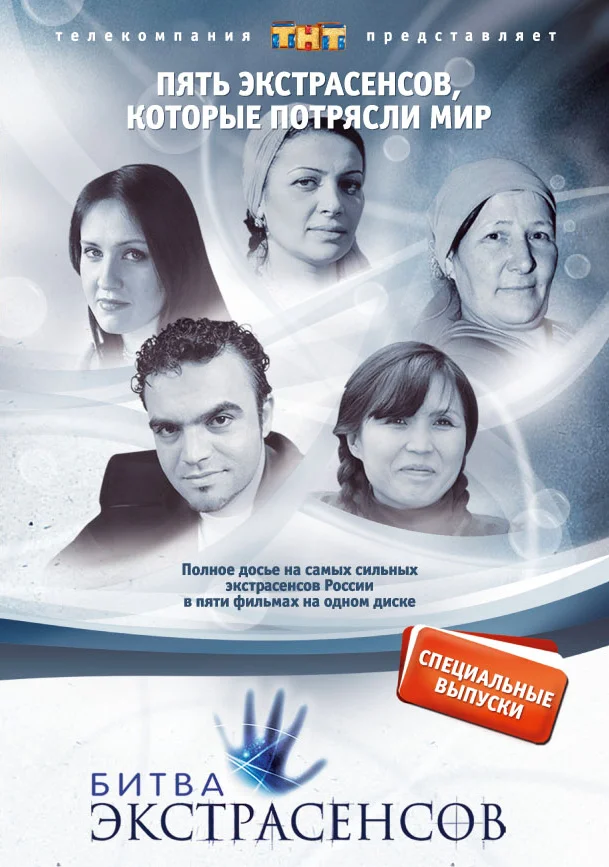 телекомпания ТНТ представляет
ПЯТЬ ЭКСТРАСЕНСОВ,
КОТОРЫЕ ПОТРЯСЛИ МИР
Полное досье на самых сильных
экстрасенсов России
в пяти фильмах на одном диске
СПЕЦИАЛЬНЫЕ
ВЫПУСКИ
БИТВА
ЭКСТРАСЕНСОВ